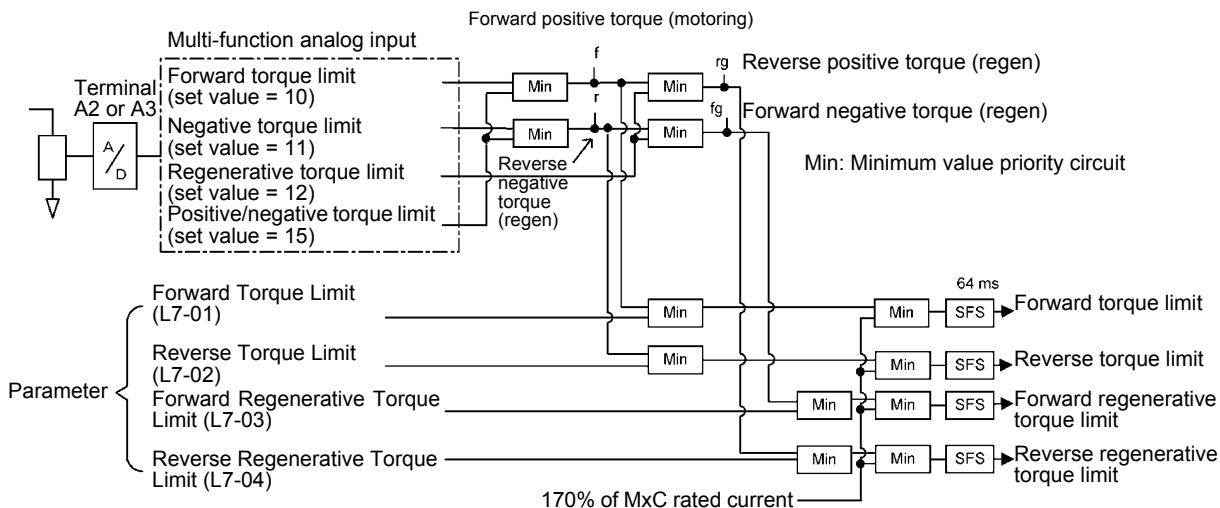 Forward positive torque (motoring)
Multi-function analog input
f
rg
Reverse positive torque (regen)
Forward torque limit
(set value = 10)
Min
Min
Terminal
A2 or A3
r
fg
Forward negative torque (regen)
Negative torque limit
(set value = 11)
Min
Min
A/D
Reverse
negative
torque
(regen)
Min: Minimum value priority circuit
Regenerative torque limit
(set value = 12)
Positive/negative torque limit
(set value = 15)
Parameter
Forward Torque Limit
(L7-01)
Min
Min
64 ms
SFS
Forward torque limit
Reverse Torque Limit
(L7-02)
Min
Min
SFS
Reverse torque limit
Forward Regenerative Torque
Limit (L7-03)
Min
Min
SFS
Forward regenerative
torque limit
Reverse Regenerative Torque
Limit (L7-04)
Min
Min
SFS
Reverse regenerative
torque limit
170% of MxC rated current